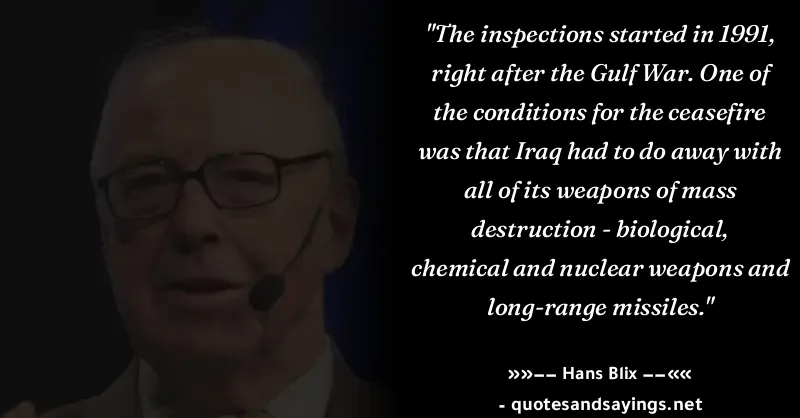 "The inspections started in 1991,
right after the Gulf War. One of
the conditions for the ceasefire
was that Iraq had to do away with
all of its weapons of mass
destruction - biological,
chemical and nuclear weapons and
long-range missiles."
»»—— Hans Blix ——««
- quotesandsayings.net